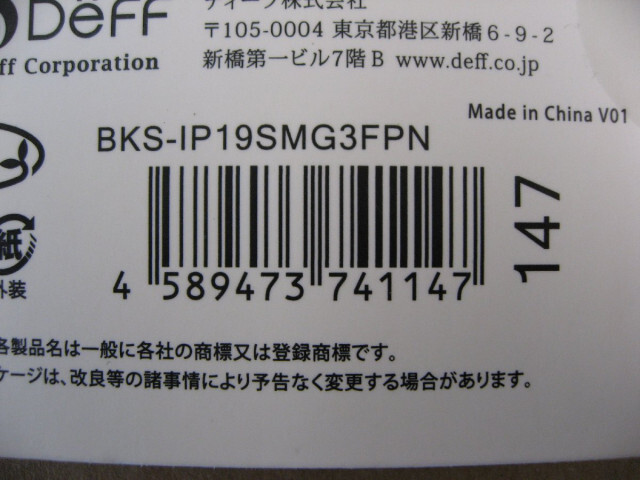 DeFF
ディーフ株式会社
〒105-0004 東京都港区新橋6-9-2
ff Corporation
新橋第一ビル7階B www.deff.co.jp
Made in China V01
BKS-IP19SMG3FPN
147
4 589473 741147
紙
外装
各製品名は一般に各社の商標又は登録商標です。
ケージは、改良等の諸事情により予告なく変更する場合があります。